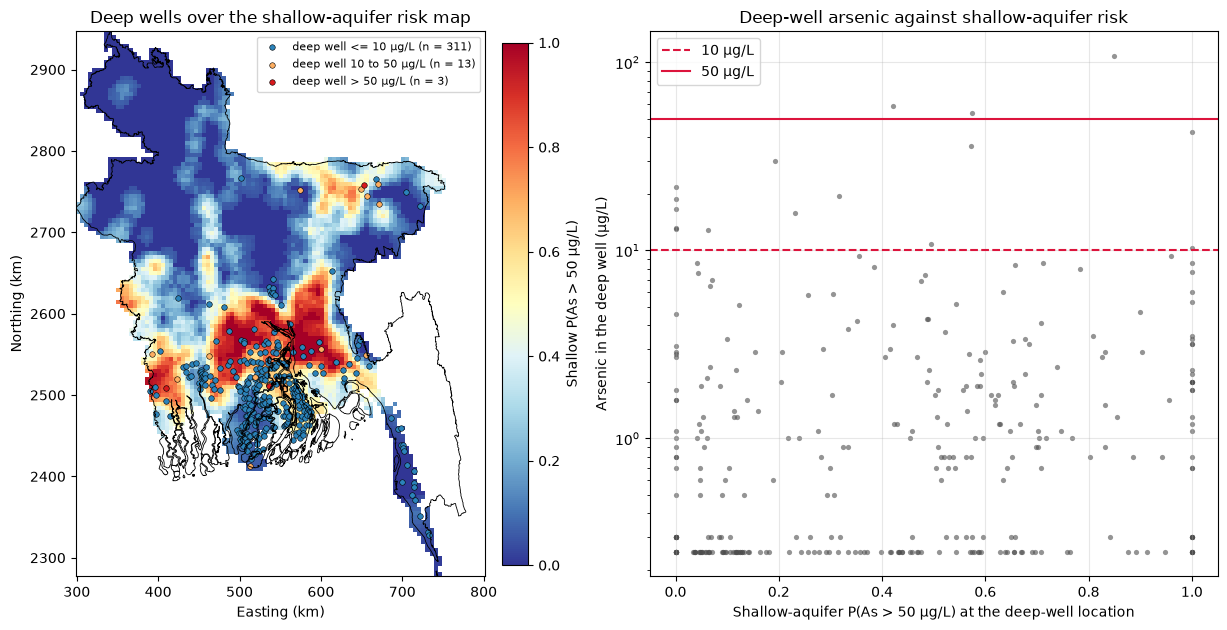 Deep wells over the shallow-aquifer risk map
deep well <= 10 µg/L (n = 311)
deep well 10 to 50 µg/L (n = 13)
deep well > 50 µg/L (n = 3)
2900
2800
2700
2600
2500
2400
2300
Northing (km)
300
400
500
600
700
800
Easting (km)
1.0
0.8
0.6
0.4
0.2
0.0
Shallow P(As > 50 µg/L)
Deep-well arsenic against shallow-aquifer risk
10 µg/L
50 µg/L
10²
10¹
10⁰
Arsenic in the deep well (µg/L)
0.0
0.2
0.4
0.6
0.8
1.0
Shallow-aquifer P(As > 50 µg/L) at the deep-well location